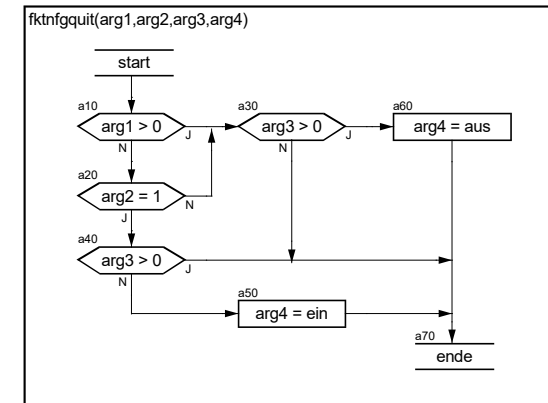 fktnfgquit(arg1,arg2,arg3,arg4)
start
a10
arg1 > 0
J
N
a30
arg3 > 0
J
N
a60
arg4 = aus
a20
arg2 = 1
N
J
a40
arg3 > 0
J
N
a50
arg4 = ein
a70
ende